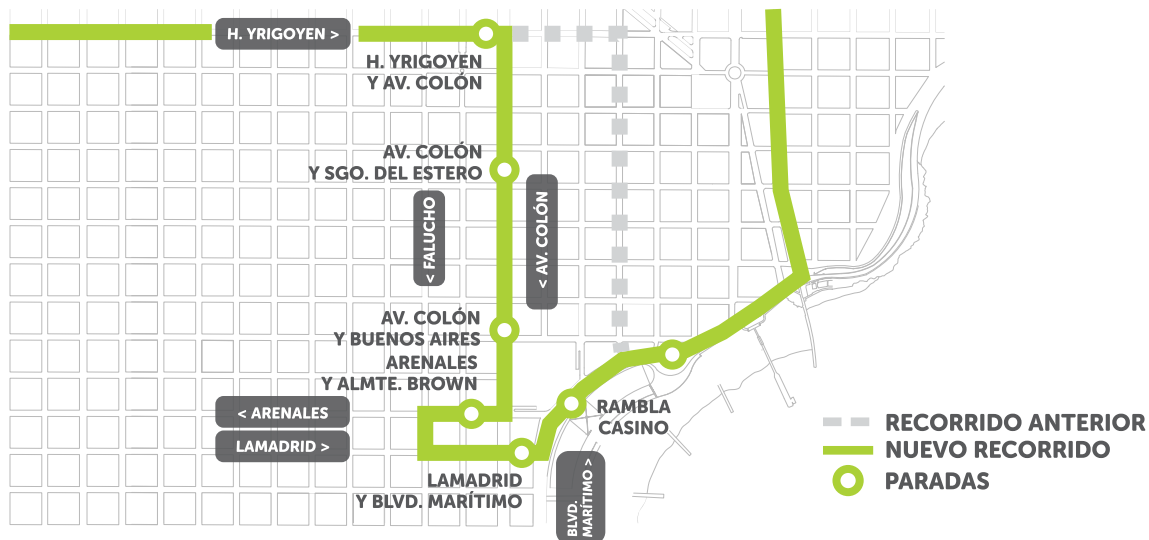 H. YRIGOYEN >
H. YRIGOYEN
Y AV. COLÓN
AV. COLÓN
Y SGO. DEL ESTERO
< FALUCHO
< AV. COLÓN
AV. COLÓN
Y BUENOS AIRES
ARENALES
Y ALMTE. BROWN
< ARENALES
LAMADRID >
RAMBLA
CASINO
LAMADRID
Y BLVD. MARÍTIMO
BLVD.
MARÍTIMO >
RECORRIDO ANTERIOR
NUEVO RECORRIDO
PARADAS